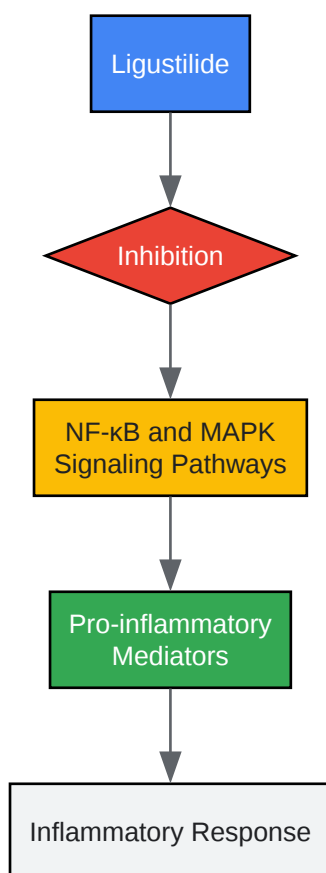 Ligustilide
Inhibition
NF-κB and MAPK
Signaling Pathways
Pro-inflammatory
Mediators
Inflammatory Response